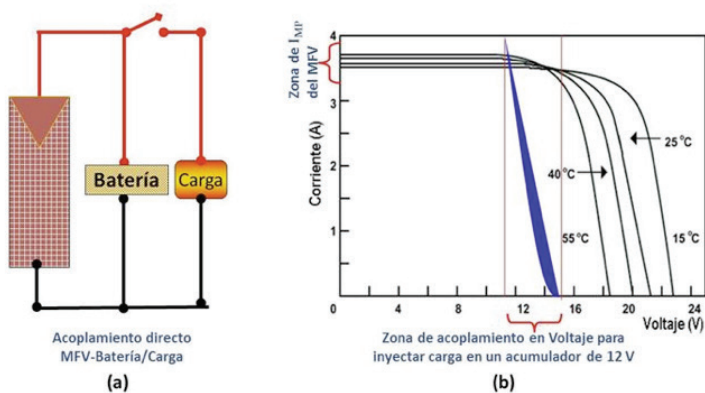 Batería
Carga
Acoplamiento directo
MFV-Batería/Carga
(a)
Zona de I_MP
del MFV
Corriente (A)
4
3
2
1
0
0
4
8
12
16
20
24
25 °C
40 °C
55 °C
15 °C
Voltaje (V)
Zona de acoplamiento en Voltaje para
inyectar carga en un acumulador de 12 V
(b)